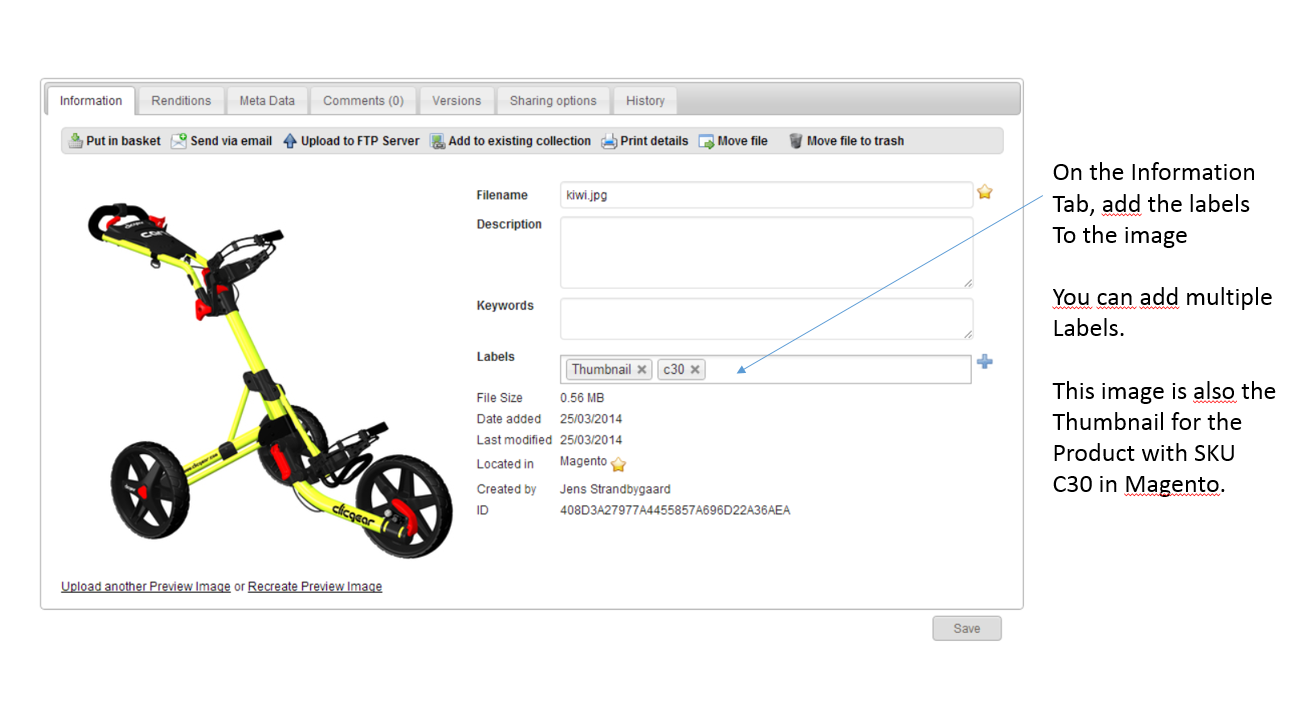 Information
Renditions
Meta Data
Comments (0)
Versions
Sharing options
History
Put in basket
Send via email
Upload to FTP Server
Add to existing collection
Print details
Move file
Move file to trash
Filename
kiwi.jpg
Description
Keywords
Labels
Thumbnail
c30
File Size
0.56 MB
Date added
25/03/2014
Last modified
25/03/2014
Located in
Magento
Created by
Jens Strandbygaard
ID
408D3A27977A4455857A696D22A36AEA
www.clicgear.com
clicgear
Upload another Preview Image or Recreate Preview Image
Save
On the Information
Tab, add the labels
To the image
You can add multiple
Labels.
This image is also the
Thumbnail for the
Product with SKU
C30 in Magento.